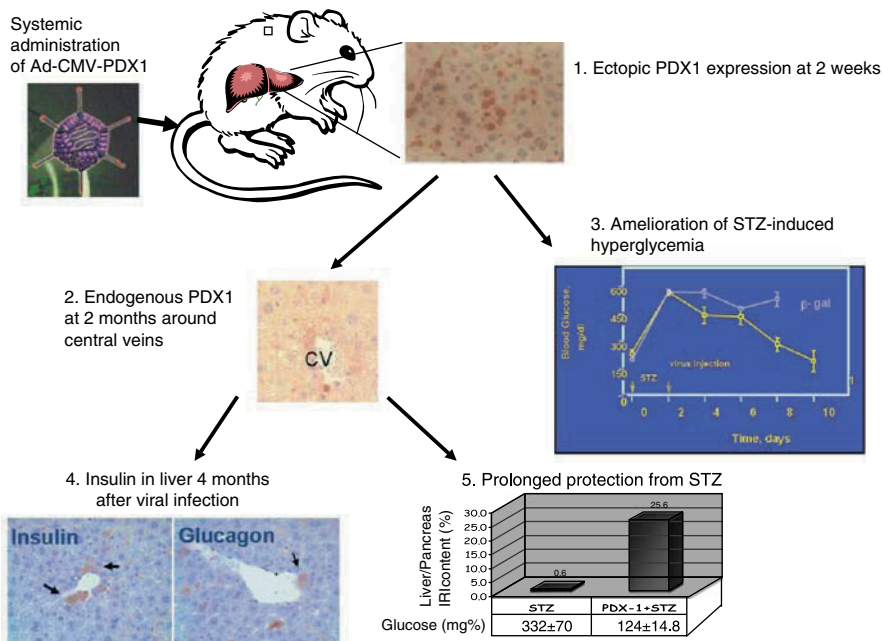 Systemic
administration
of Ad-CMV-PDX1
1. Ectopic PDX1 expression at 2 weeks
2. Endogenous PDX1
at 2 months around
central veins
CV
3. Amelioration of STZ-induced
hyperglycemia
Blood Glucose,
mg/dl
600
450
300
150
0
p- gal
STZ
virus injection
0 2 4 6 8 10
Time, days
4. Insulin in liver 4 months
after viral infection
Insulin
Glucagon
5. Prolonged protection from STZ
Liver/Pancreas
IRIcontent (%)
30.0
25.0
20.0
15.0
10.0
5.0
0.0
0.6
25.6
STZ PDX-1+STZ
Glucose (mg%) 332±70 124±14.8